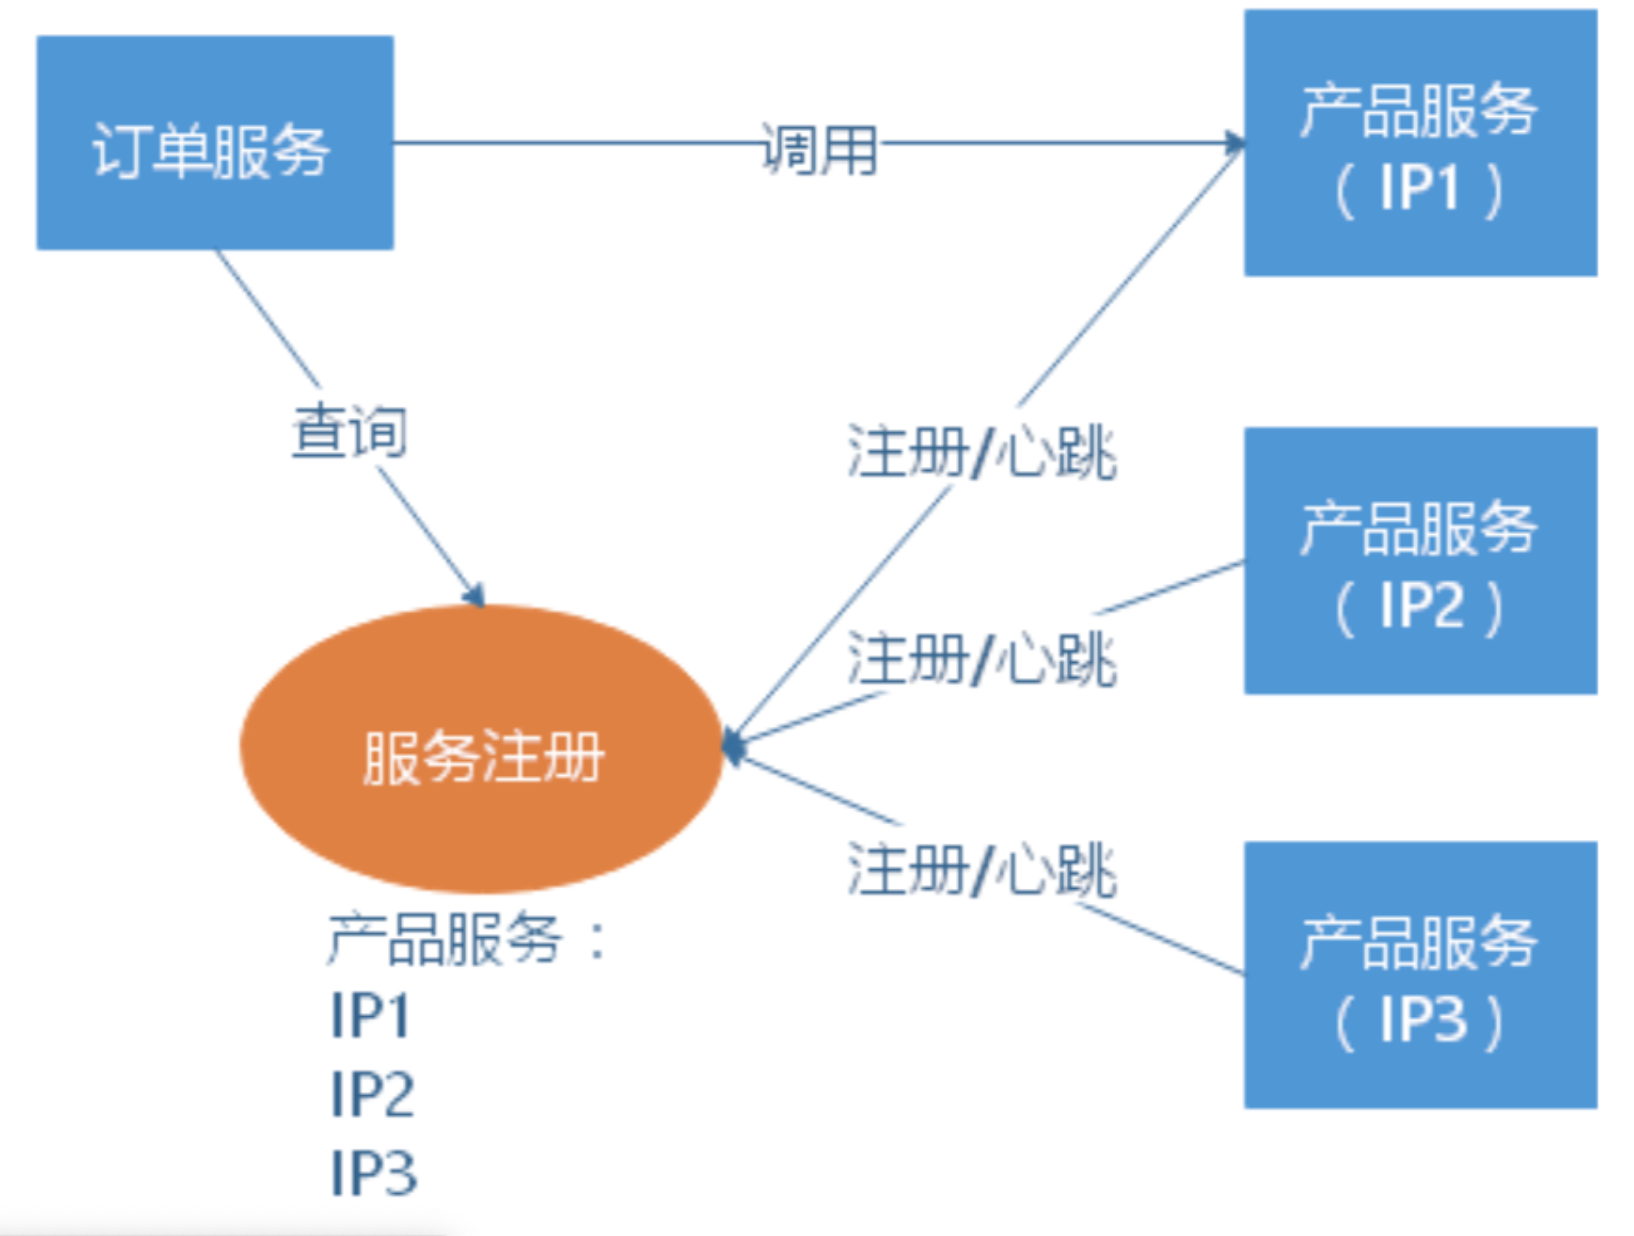 订单服务
调用
产品服务
（IP1）
查询
注册/心跳
产品服务
（IP2）
注册/心跳
服务注册
注册/心跳
产品服务
（IP3）
产品服务：
IP1
IP2
IP3